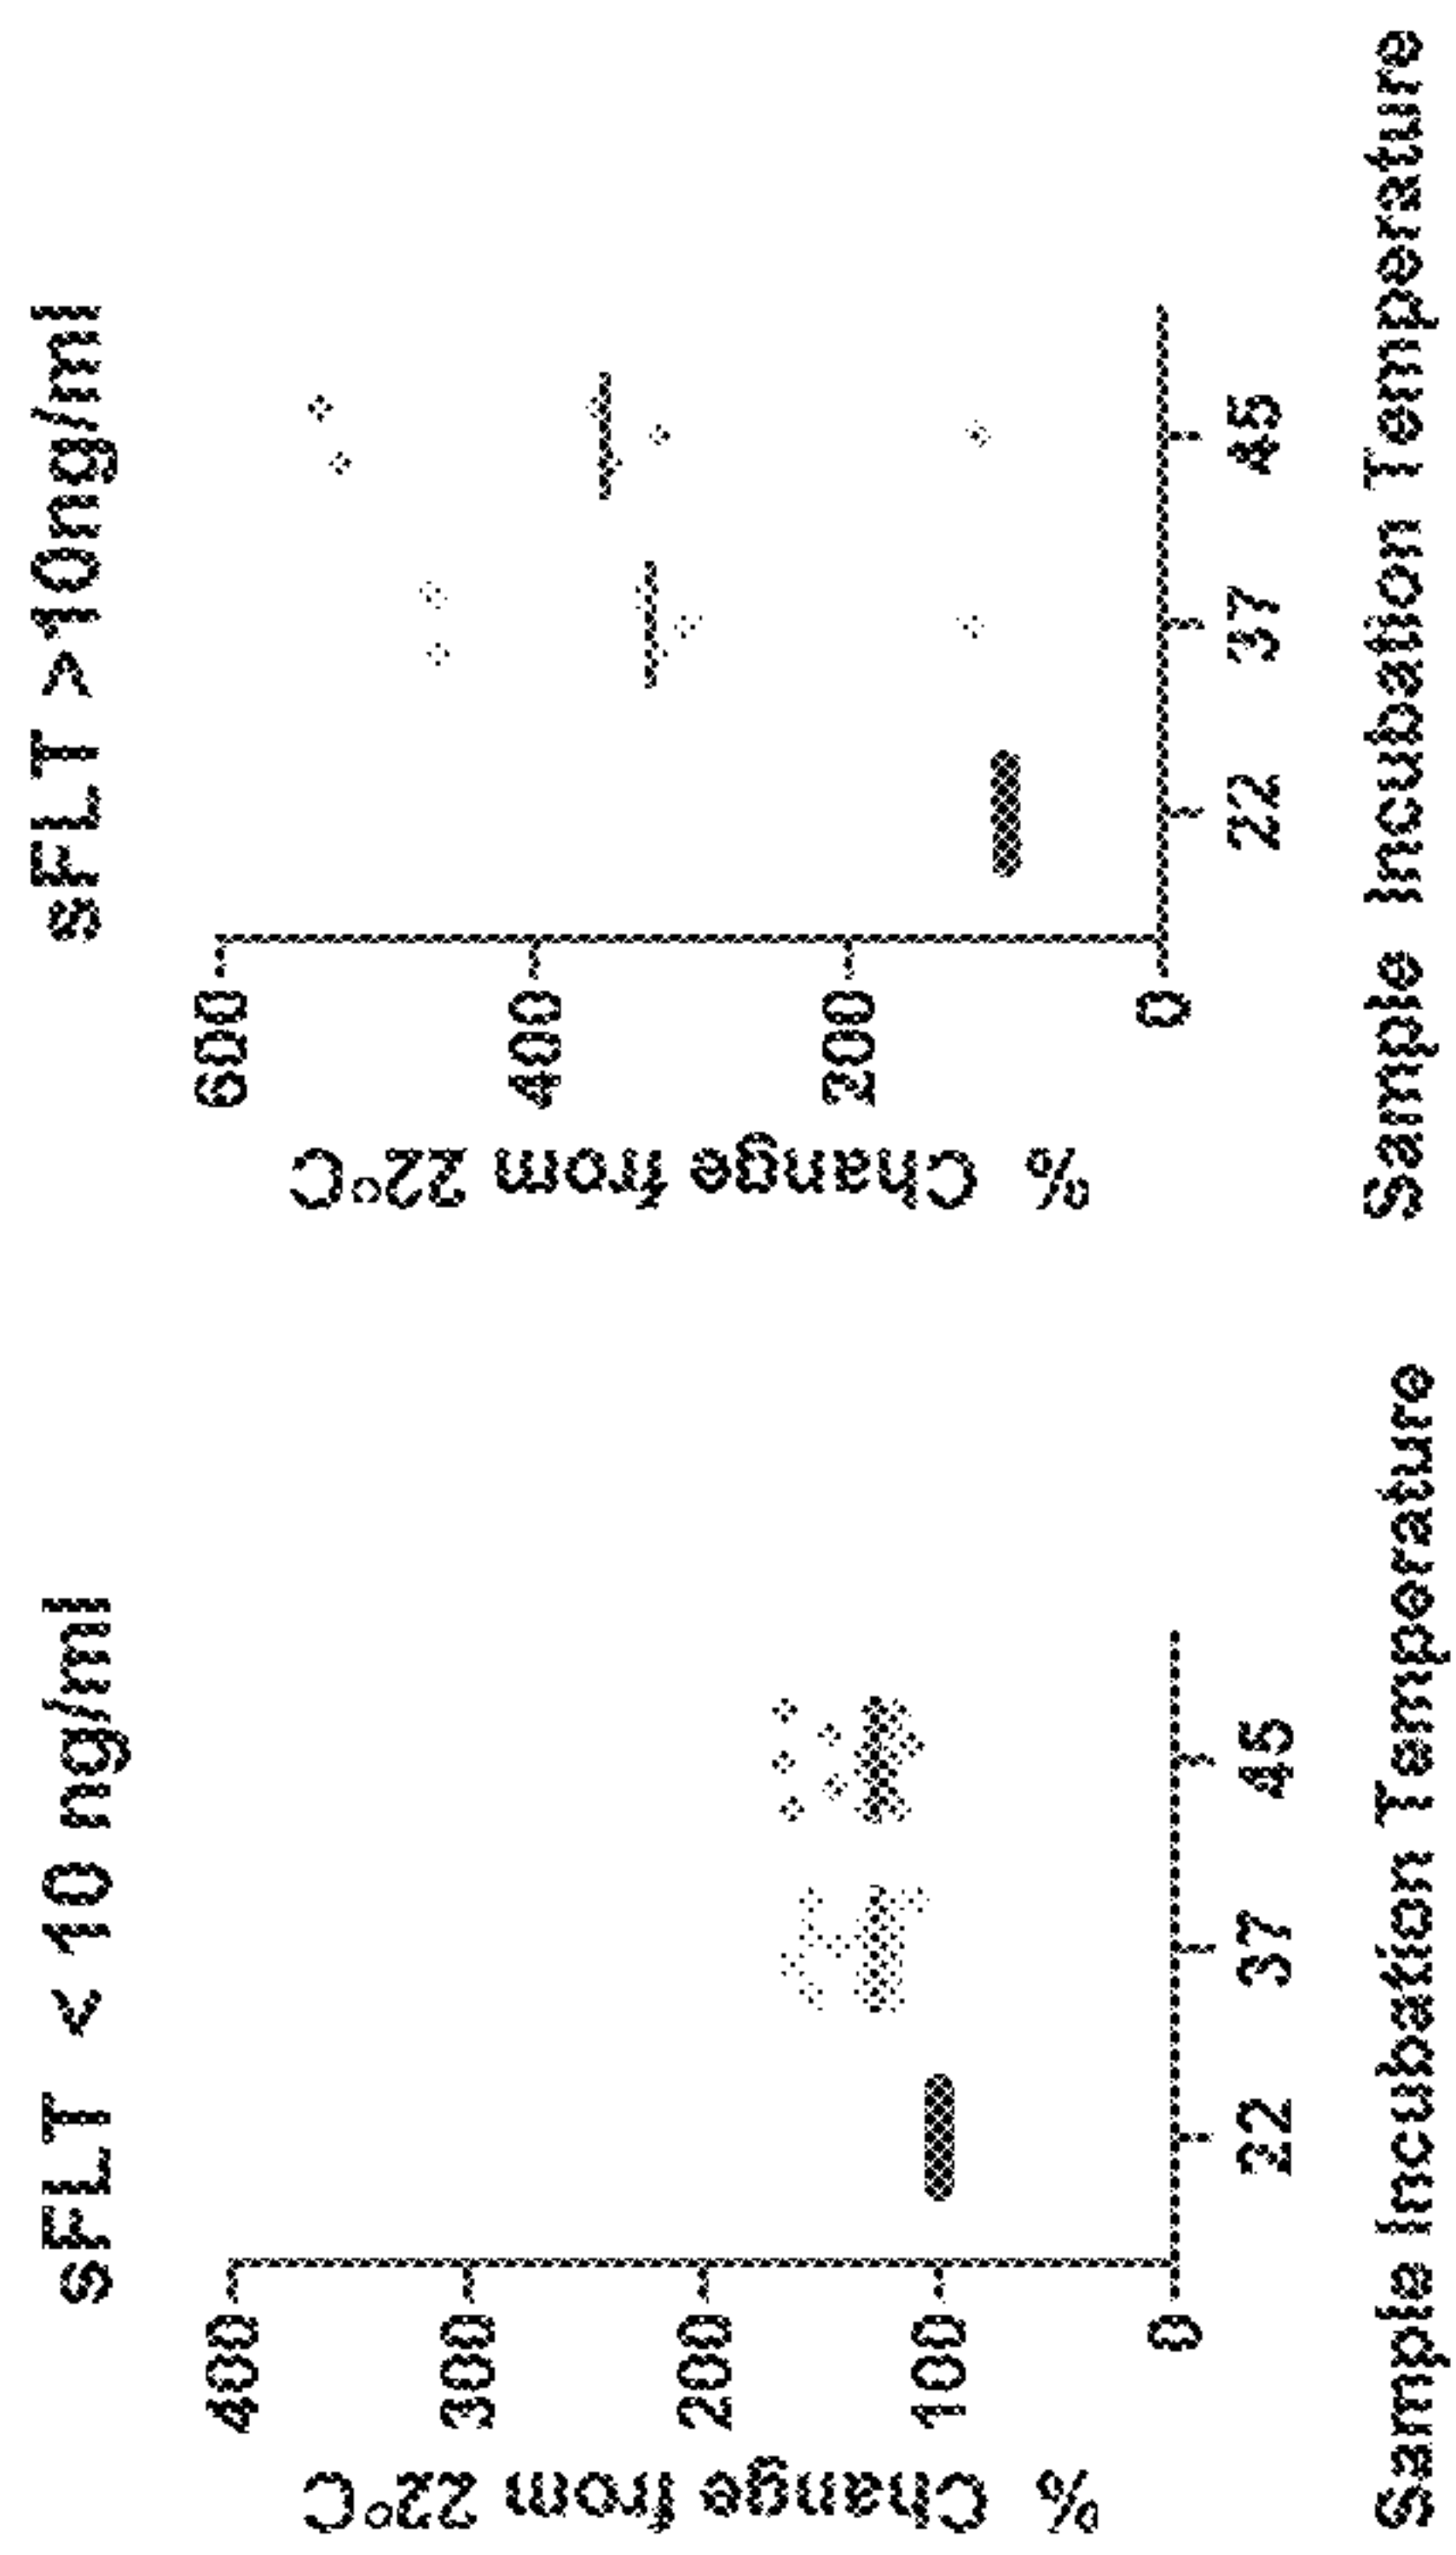 sFLT < 10 ng/ml
% Change from 22°C
400
300
200
100
0
22 37 45
Sample Incubation Temperature
sFLT >10ng/ml
% Change from 22°C
600
400
200
0
22 37 45
Sample Incubation Temperature